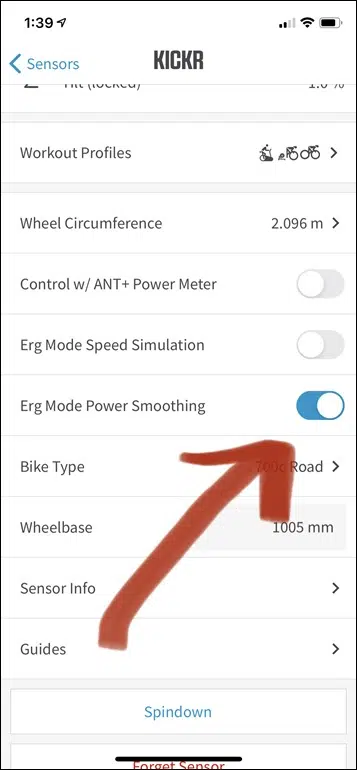 1:39
Sensors
KICKR
Tilt (locked) 1.0 %
Workout Profiles
Wheel Circumference 2.096 m
Control w/ ANT+ Power Meter
Erg Mode Speed Simulation
Erg Mode Power Smoothing
Bike Type 700c Road
Wheelbase 1005 mm
Sensor Info
Guides
Spindown
Forget Sensor